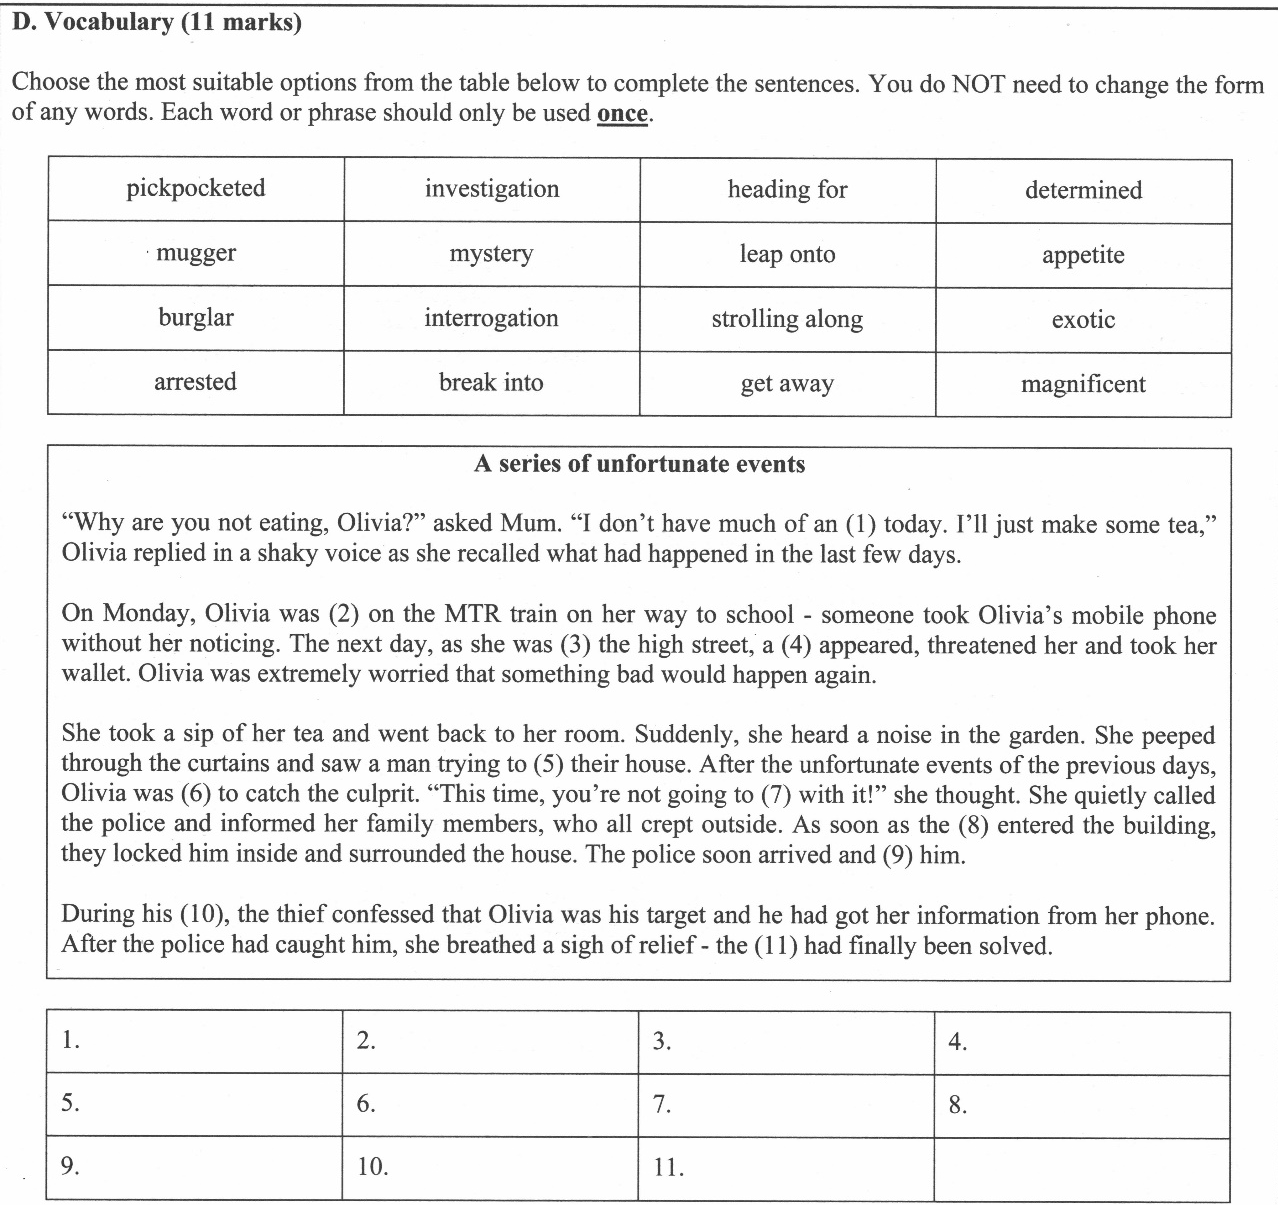 D. Vocabulary (11 marks)
Choose the most suitable options from the table below to complete the sentences. You do NOT need to change the form
of any words. Each word or phrase should only be used once.
pickpocketed investigation heading for determined
mugger mystery leap onto appetite
burglar interrogation strolling along exotic
arrested break into get away magnificent
A series of unfortunate events
“Why are you not eating, Olivia?” asked Mum. “I don’t have much of an (1) today. I’ll just make some tea,”
Olivia replied in a shaky voice as she recalled what had happened in the last few days.
On Monday, Olivia was (2) on the MTR train on her way to school - someone took Olivia’s mobile phone
without her noticing. The next day, as she was (3) the high street, a (4) appeared, threatened her and took her
wallet. Olivia was extremely worried that something bad would happen again.
She took a sip of her tea and went back to her room. Suddenly, she heard a noise in the garden. She peeped
through the curtains and saw a man trying to (5) their house. After the unfortunate events of the previous days,
Olivia was (6) to catch the culprit. “This time, you’re not going to (7) with it!” she thought. She quietly called
the police and informed her family members, who all crept outside. As soon as the (8) entered the building,
they locked him inside and surrounded the house. The police soon arrived and (9) him.
During his (10), the thief confessed that Olivia was his target and he had got her information from her phone.
After the police had caught him, she breathed a sigh of relief - the (11) had finally been solved.
1. 2. 3. 4.
5. 6. 7. 8.
9. 10. 11.